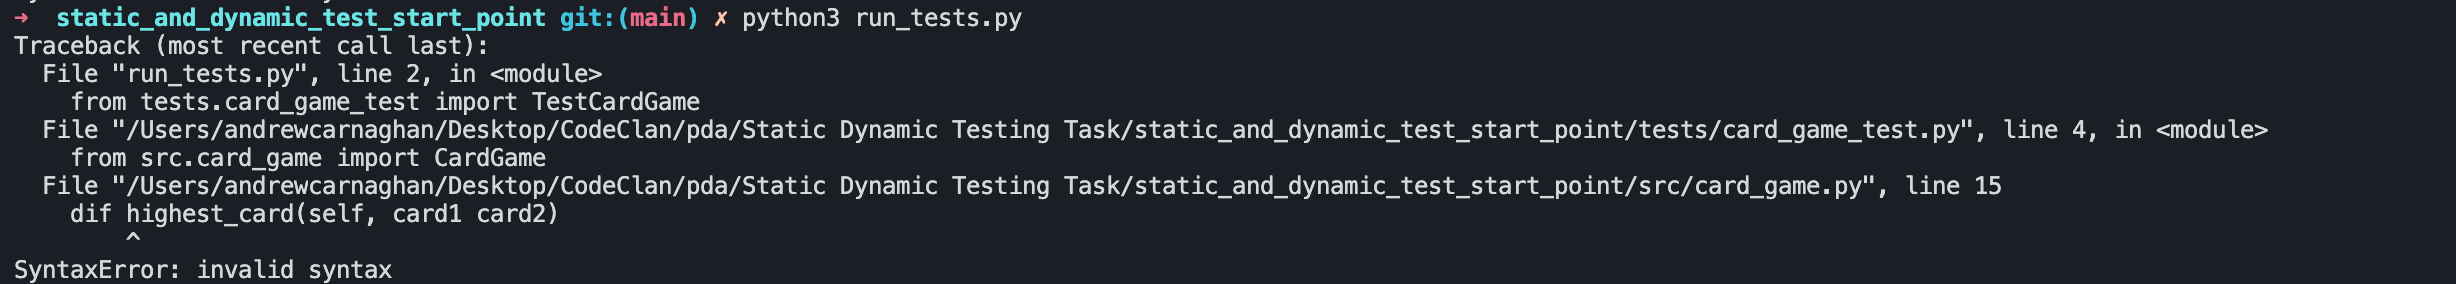 → static_and_dynamic_test_start_point git:(main) ✗ python3 run_tests.py
Traceback (most recent call last):
  File "run_tests.py", line 2, in <module>
    from tests.card_game_test import TestCardGame
  File "/Users/andrewcarnaghan/Desktop/CodeClan/pda/Static Dynamic Testing Task/static_and_dynamic_test_start_point/tests/card_game_test.py", line 4, in <module>
    from src.card_game import CardGame
  File "/Users/andrewcarnaghan/Desktop/CodeClan/pda/Static Dynamic Testing Task/static_and_dynamic_test_start_point/src/card_game.py", line 15
    dif highest_card(self, card1 card2)
        ^
SyntaxError: invalid syntax